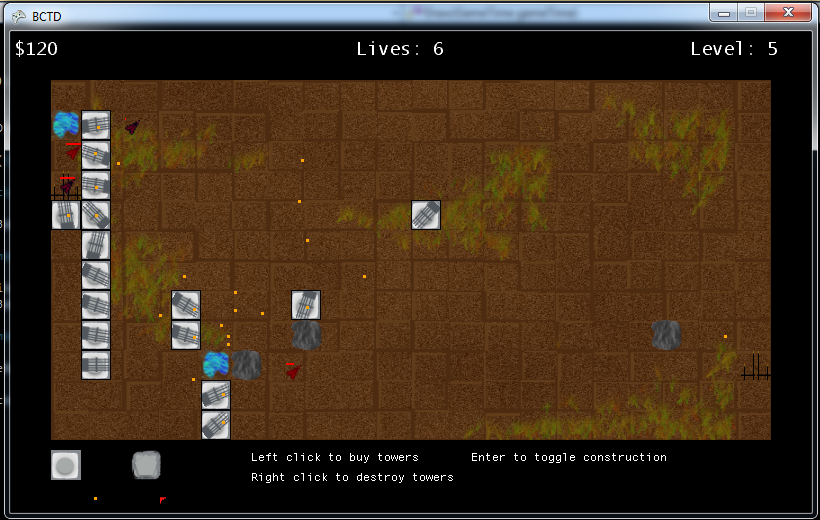 BCTD
$120
Lives: 6
Level: 5
Left click to buy towers
Enter to toggle construction
Right click to destroy towers